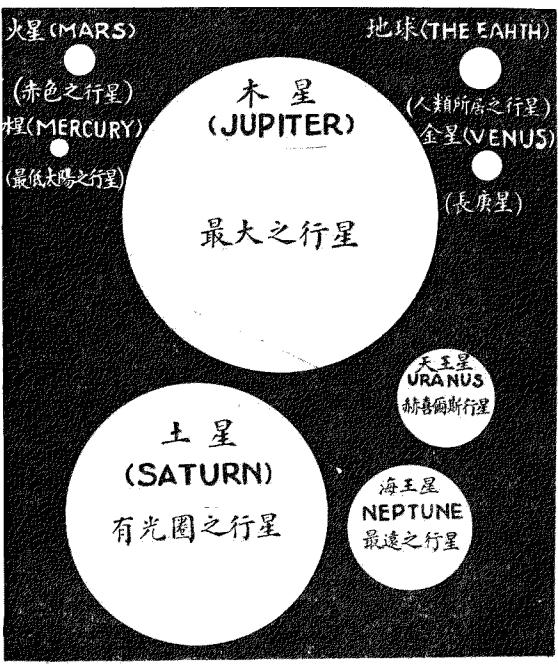 火星(MARS)
(赤色之行星)
(MERCURY)
(最低太陽之行星)
地球(THE EAHTH)
(人類所居之行星)
金星(VENUS)
(長庚星)
木星
(JUPITER)
最大之行星
天王星
URANUS
赫喜爾斯行星
土星
(SATURN)
有光圈之行星
海王星
NEPTUNE
最遠之行星